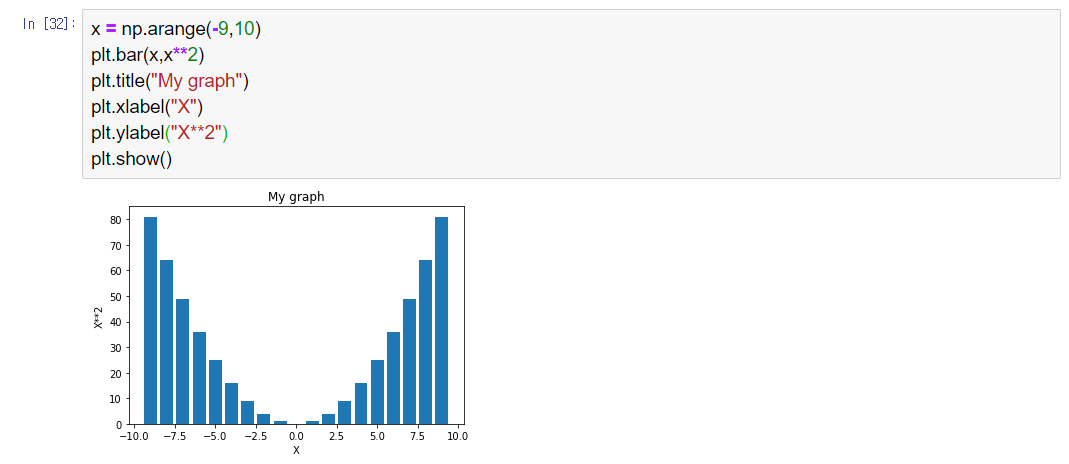 In [32]:
x = np.arange(-9,10)
plt.bar(x,x**2)
plt.title("My graph")
plt.xlabel("X")
plt.ylabel("X**2")
plt.show()
My graph
80
70
60
50
40
30
20
10
0
X**2
−10.0 −7.5 −5.0 −2.5 0.0 2.5 5.0 7.5 10.0
X